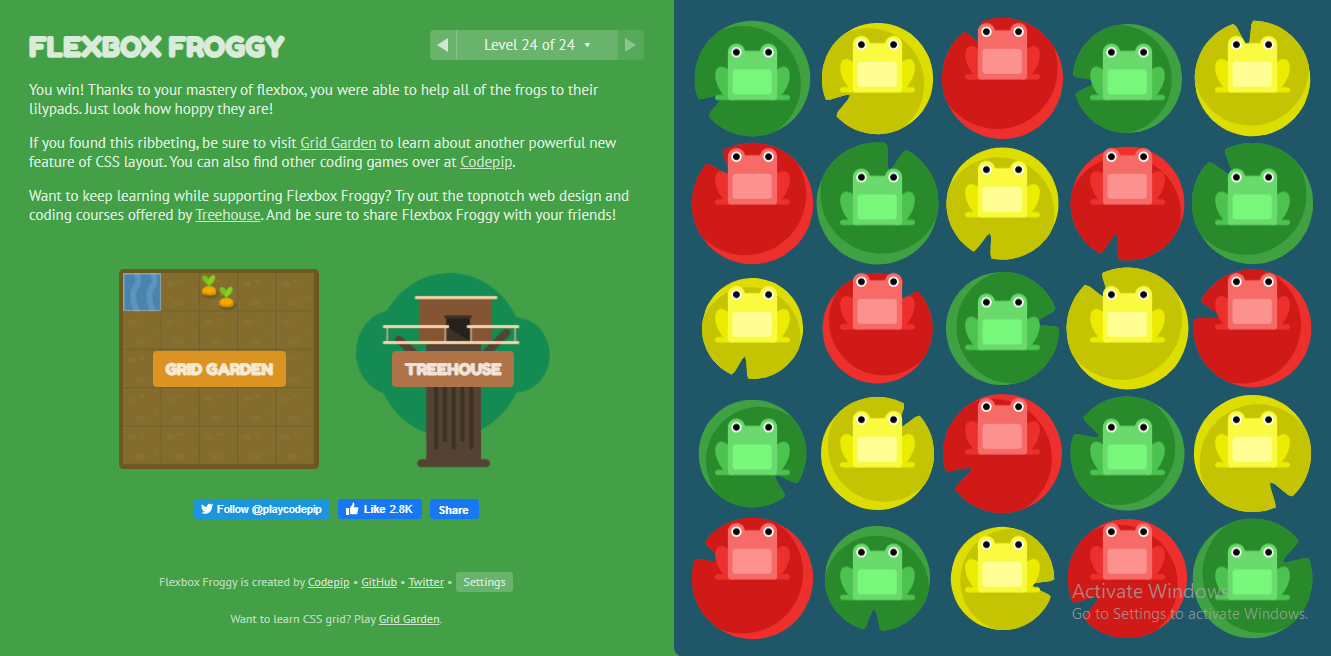 FLEXBOX FROGGY
Level 24 of 24
You win! Thanks to your mastery of flexbox, you were able to help all of the frogs to their
lilypads. Just look how hoppy they are!
If you found this ribbeting, be sure to visit Grid Garden to learn about another powerful new
feature of CSS layout. You can also find other coding games over at Codepip.
Want to keep learning while supporting Flexbox Froggy? Try out the topnotch web design and
coding courses offered by Treehouse. And be sure to share Flexbox Froggy with your friends!
GRID GARDEN
TREEHOUSE
Follow @playcodepip
Like 2.8K
Share
Flexbox Froggy is created by Codepip • GitHub • Twitter • Settings
Want to learn CSS grid? Play Grid Garden.
Activate Windows
Go to Settings to activate Windows.